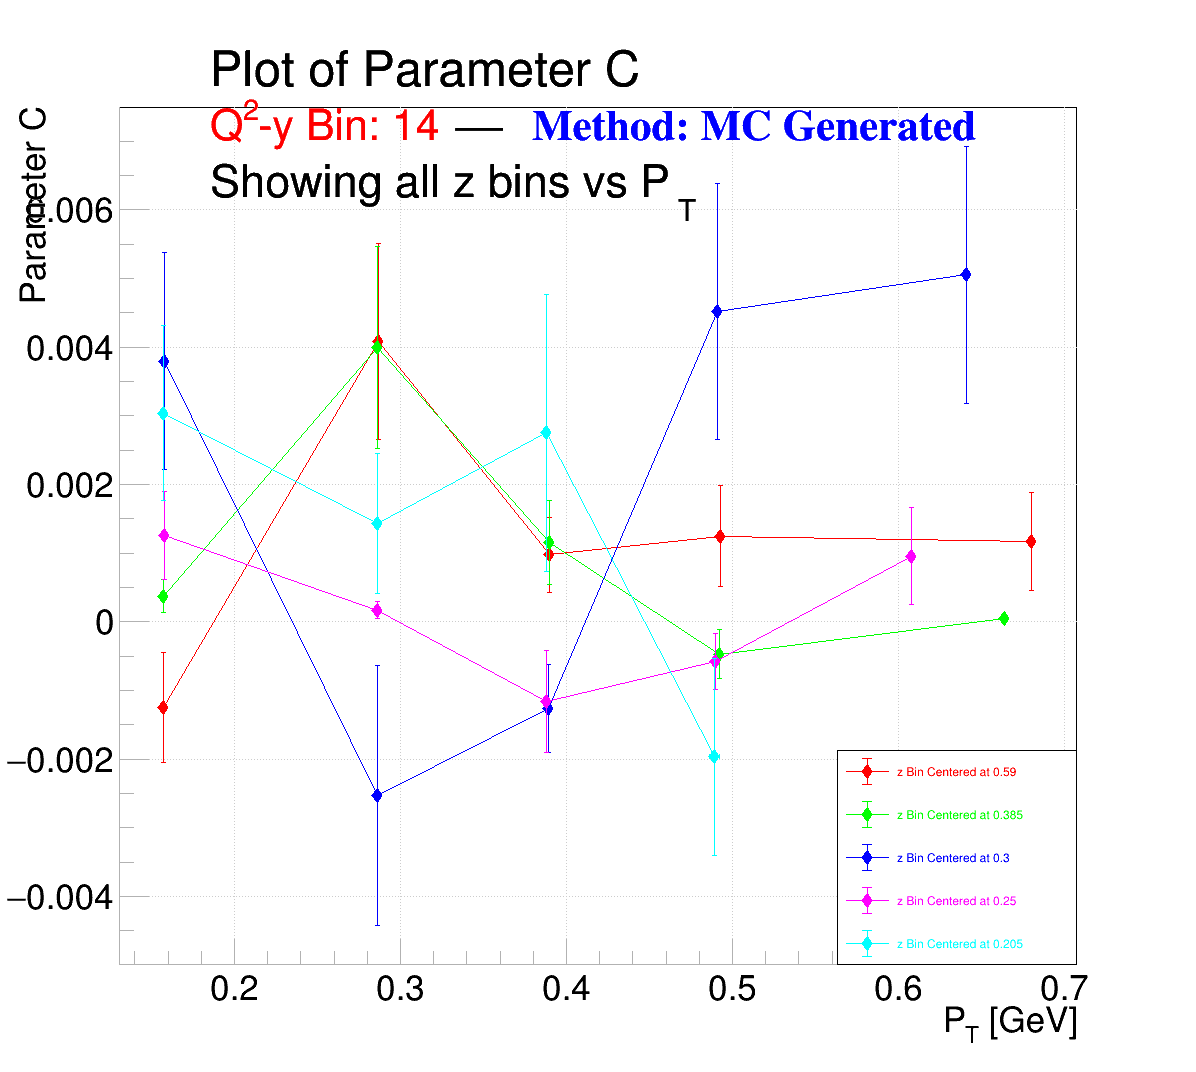 Plot of Parameter C
Q2-y Bin: 14 — Method: MC Generated
Showing all z bins vs PT
Parameter C
0.006
0.004
0.002
0
−0.002
−0.004
z Bin Centered at 0.59
z Bin Centered at 0.385
z Bin Centered at 0.3
z Bin Centered at 0.25
z Bin Centered at 0.205
0.2 0.3 0.4 0.5 0.6 0.7
PT [GeV]